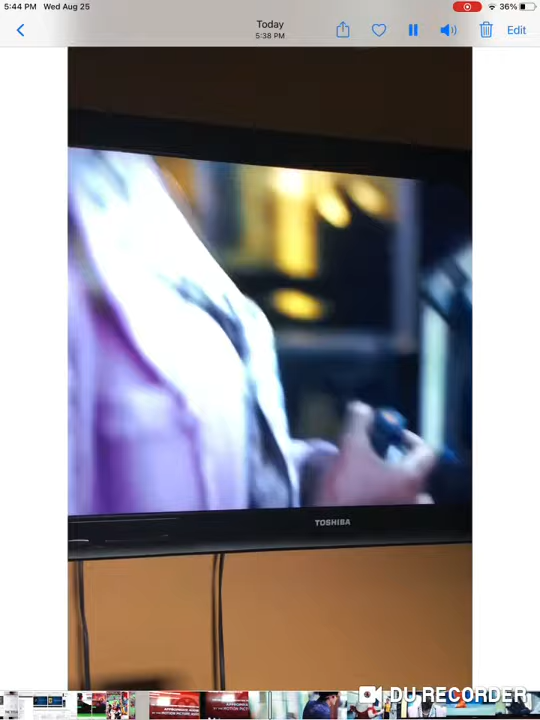 5:44 PM Wed Aug 25
36%
Today
5:38 PM
Edit
TOSHIBA
DU RECORDER